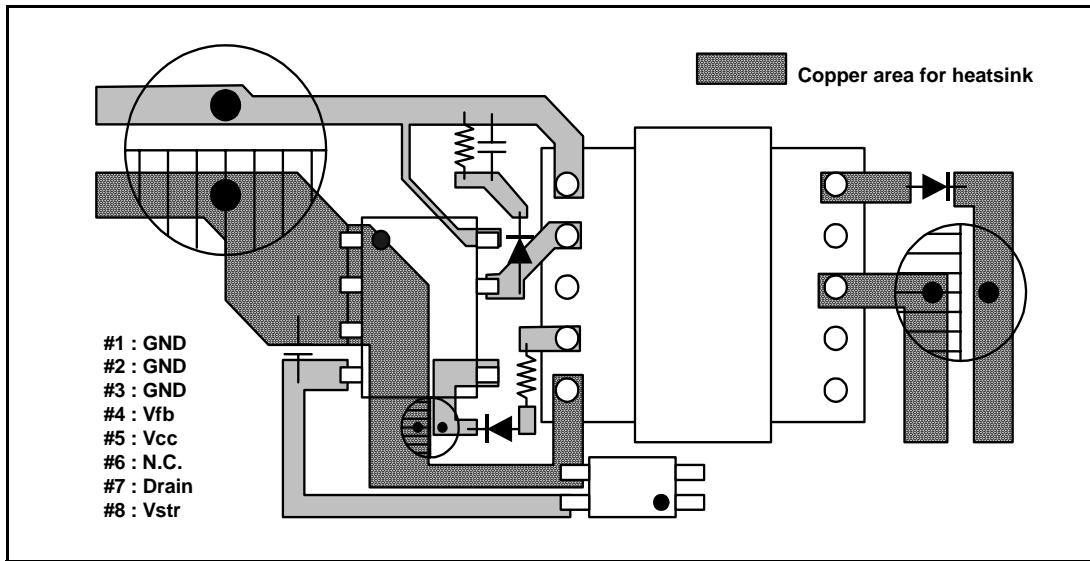 Copper area for heatsink
#1 : GND
#2 : GND
#3 : GND
#4 : Vfb
#5 : Vcc
#6 : N.C.
#7 : Drain
#8 : Vstr